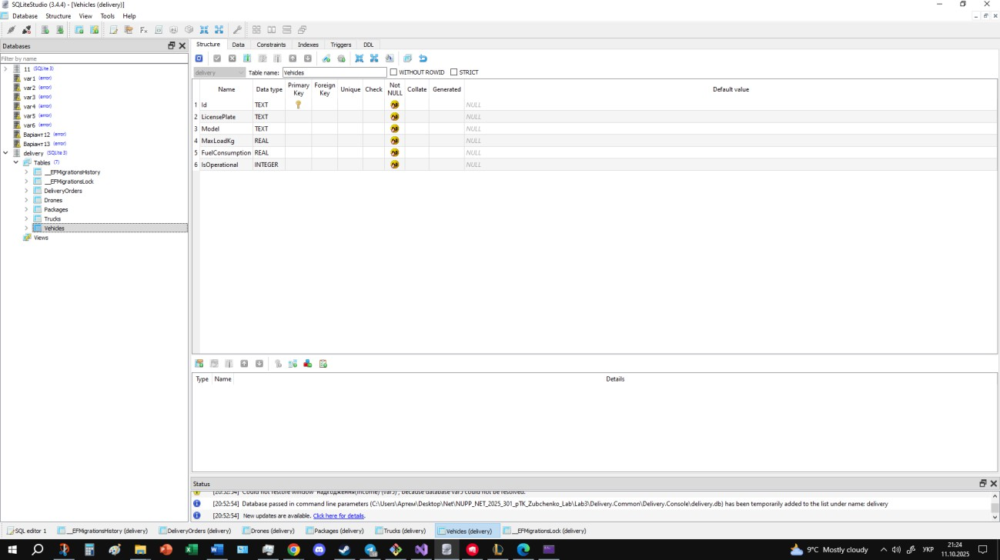 SQLiteStudio (3.4.4) - [Vehicles (delivery)]
Database Structure View Tools Help
Databases
Filter by name
11 (SQLite 3)
var1 (error)
var2 (error)
var3 (error)
var4 (error)
var5 (error)
var6 (error)
Варіант12 (error)
Варіант13 (error)
delivery (SQLite 3)
Tables (7)
__EFMigrationsHistory
__EFMigrationsLock
DeliveryOrders
Drones
Packages
Trucks
Vehicles
Views
Structure Data Constraints Indexes Triggers DDL
delivery Table name: Vehicles WITHOUT ROWID STRICT
Name Data type Primary Key Foreign Key Unique Check Not NULL Collate Generated Default value
1 Id TEXT NULL
2 LicensePlate TEXT NULL
3 Model TEXT NULL
4 MaxLoadKg REAL NULL
5 FuelConsumption REAL NULL
6 IsOperational INTEGER NULL
Type Name Details
Status
[20:52:54] Could not restore window 'Надходження(Income) (var5)', because database var5 could not be resolved.
[20:52:54] Database passed in command line parameters (C:\Users\Артем\Desktop\Net\NUPP_NET_2025_301_pTK_Zubchenko_Lab\Lab3\Delivery.Common\Delivery.Console\delivery.db) has been temporarily added to the list under name: delivery
[20:52:54] New updates are available. Click here for details.
SQL editor 1 __EFMigrationsHistory (delivery) DeliveryOrders (delivery) Drones (delivery) Packages (delivery) Trucks (delivery) Vehicles (delivery) __EFMigrationsLock (delivery)
9°C Mostly cloudy УКР 21:24
11.10.2025